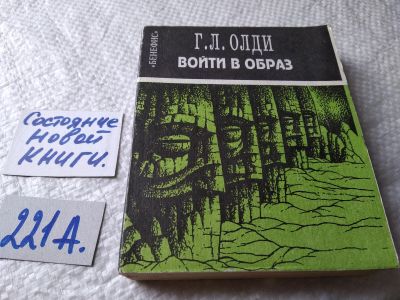 «БЕНЕФИС»
Г.Л. ОЛДИ
ВОЙТИ В ОБРАЗ
Состояние
новой
КНИГИ.
221А.